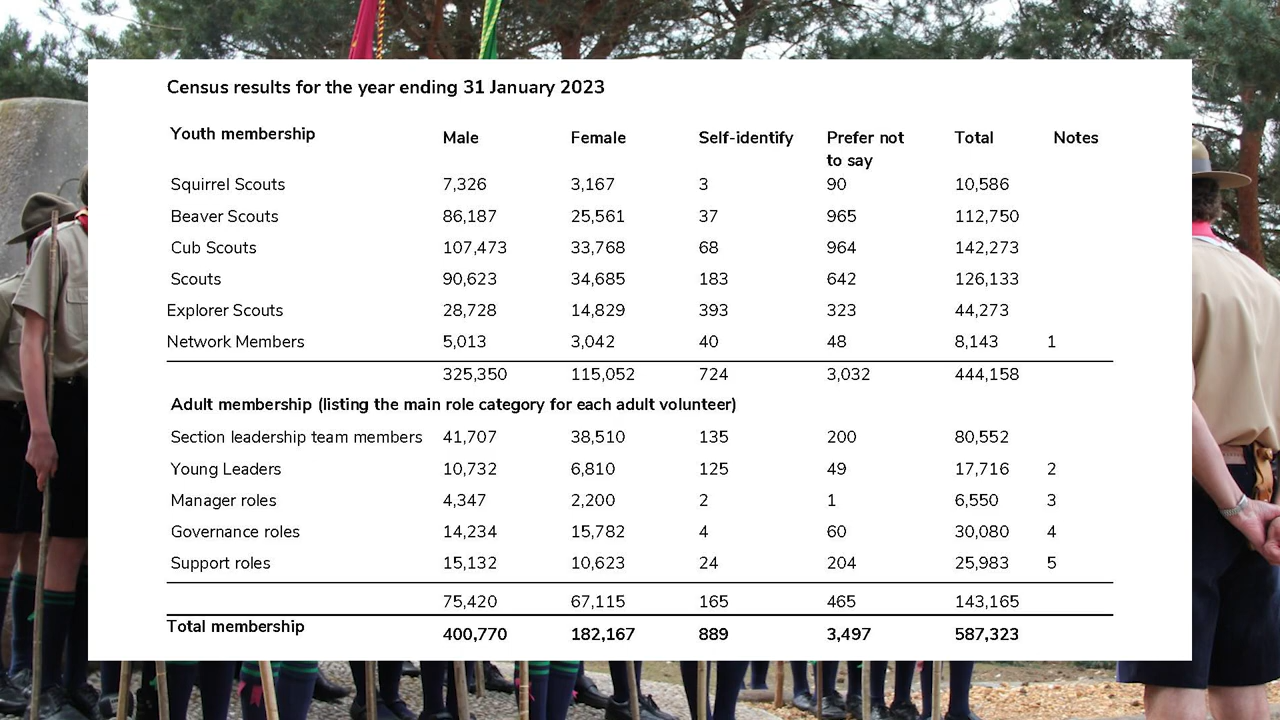 Census results for the year ending 31 January 2023
Youth membership Male Female Self-identify Prefer not to say Total Notes
Squirrel Scouts 7,326 3,167 3 90 10,586
Beaver Scouts 86,187 25,561 37 965 112,750
Cub Scouts 107,473 33,768 68 964 142,273
Scouts 90,623 34,685 183 642 126,133
Explorer Scouts 28,728 14,829 393 323 44,273
Network Members 5,013 3,042 40 48 8,143 1
325,350 115,052 724 3,032 444,158
Adult membership (listing the main role category for each adult volunteer)
Section leadership team members 41,707 38,510 135 200 80,552
Young Leaders 10,732 6,810 125 49 17,716 2
Manager roles 4,347 2,200 2 1 6,550 3
Governance roles 14,234 15,782 4 60 30,080 4
Support roles 15,132 10,623 24 204 25,983 5
75,420 67,115 165 465 143,165
Total membership 400,770 182,167 889 3,497 587,323